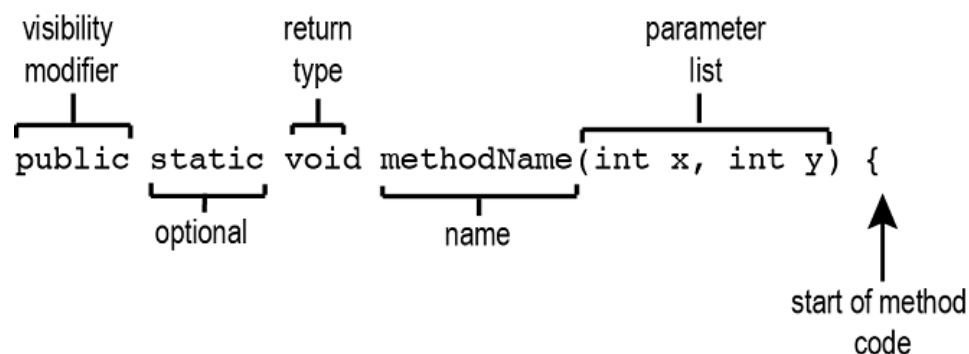 visibility
modifier
return
type
parameter
list
public static void methodName(int x, int y) {
optional
name
start of method
code